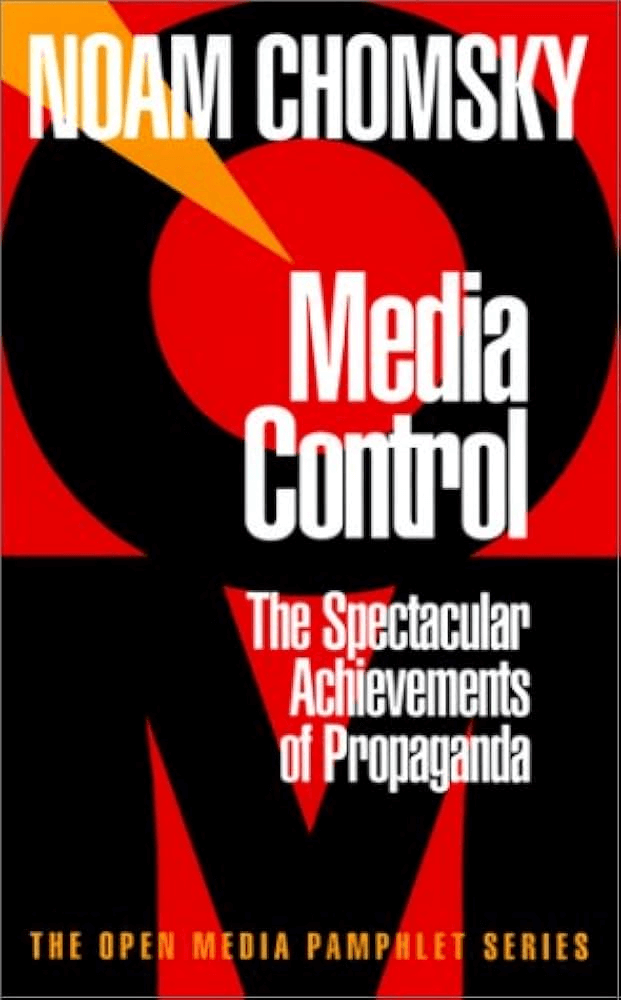 NOAM CHOMSKY
Media
Control
The Spectacular
Achievements
of Propaganda
THE OPEN MEDIA PAMPHLET SERIES